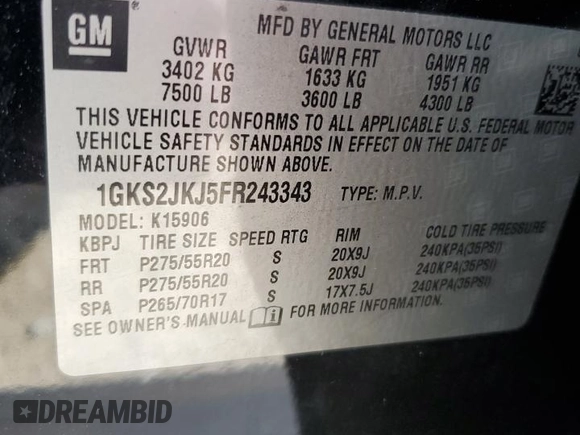 GM
MFD BY GENERAL MOTORS LLC
GVWR GAWR FRT GAWR RR
3402 KG 1633 KG 1951 KG
7500 LB 3600 LB 4300 LB
THIS VEHICLE CONFORMS TO ALL APPLICABLE U.S. FEDERAL MOTOR
VEHICLE SAFETY STANDARDS IN EFFECT ON THE DATE OF
MANUFACTURE SHOWN ABOVE.
1GKS2JKJ5FR243343 TYPE: M.P.V.
MODEL: K15906
KBPJ TIRE SIZE SPEED RTG RIM COLD TIRE PRESSURE
FRT P275/55R20 S 20X9J 240KPA(35PSI)
RR P275/55R20 S 20X9J 240KPA(35PSI)
SPA P265/70R17 S 17X7.5J 240KPA(35PSI)
SEE OWNER'S MANUAL i FOR MORE INFORMATION.
DREAMBID